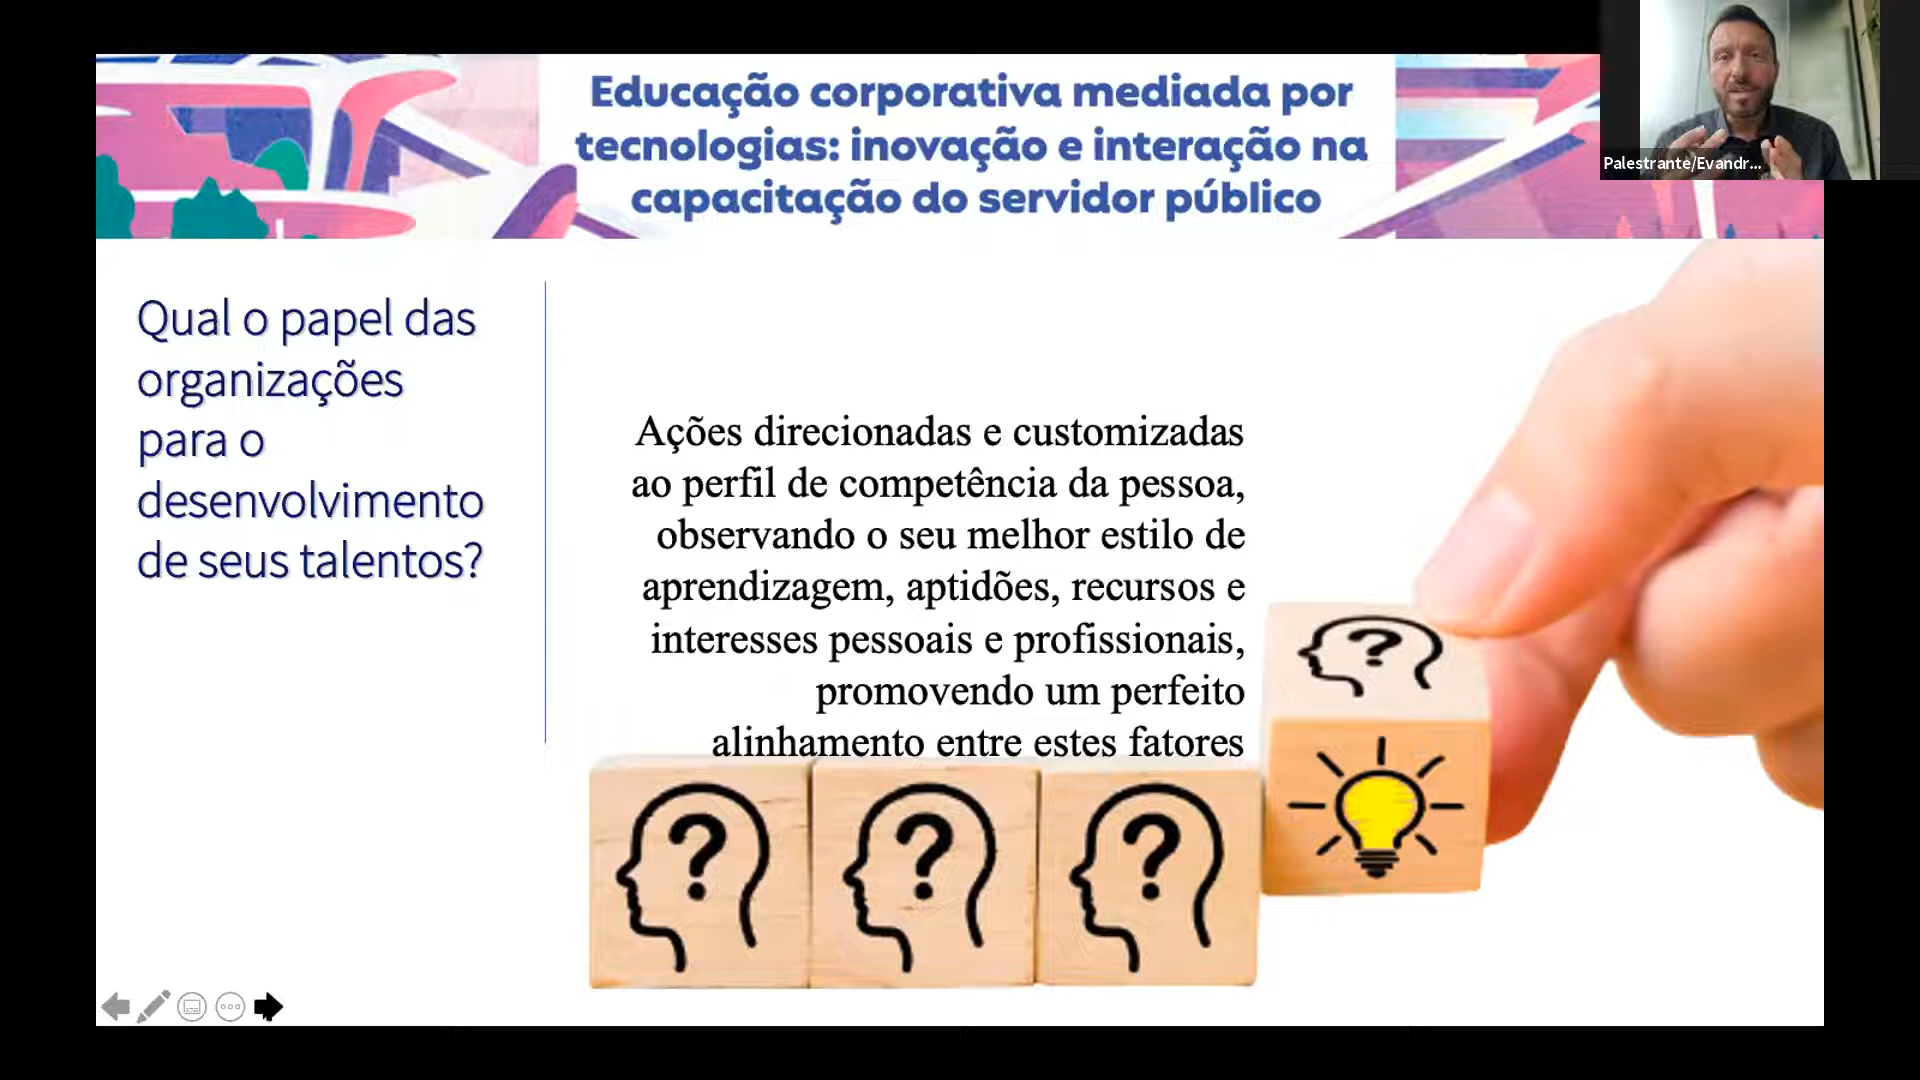 Educação corporativa mediada por
tecnologias: inovação e interação na
capacitação do servidor público
Palestrante/Evandr...
Qual o papel das
organizações
para o
desenvolvimento
de seus talentos?
Ações direcionadas e customizadas
ao perfil de competência da pessoa,
observando o seu melhor estilo de
aprendizagem, aptidões, recursos e
interesses pessoais e profissionais,
promovendo um perfeito
alinhamento entre estes fatores
?
? ? ?